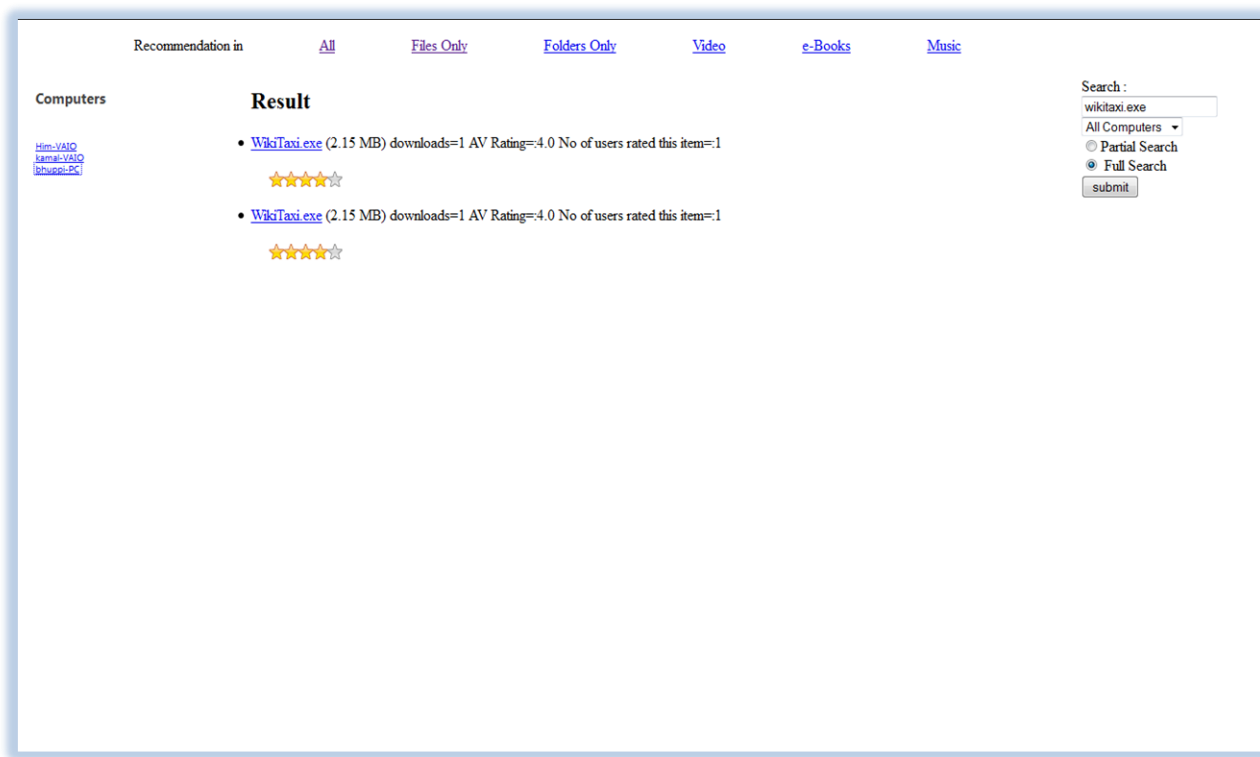 Recommendation in All Files Only Folders Only Video e-Books Music
Computers
Him-VAIO
kamal-VAIO
bhuppi-PC
Result
WikiTaxi.exe (2.15 MB) downloads=1 AV Rating=:4.0 No of users rated this item=:1
WikiTaxi.exe (2.15 MB) downloads=1 AV Rating=:4.0 No of users rated this item=:1
Search :
wikitaxi.exe
All Computers
Partial Search
Full Search
submit